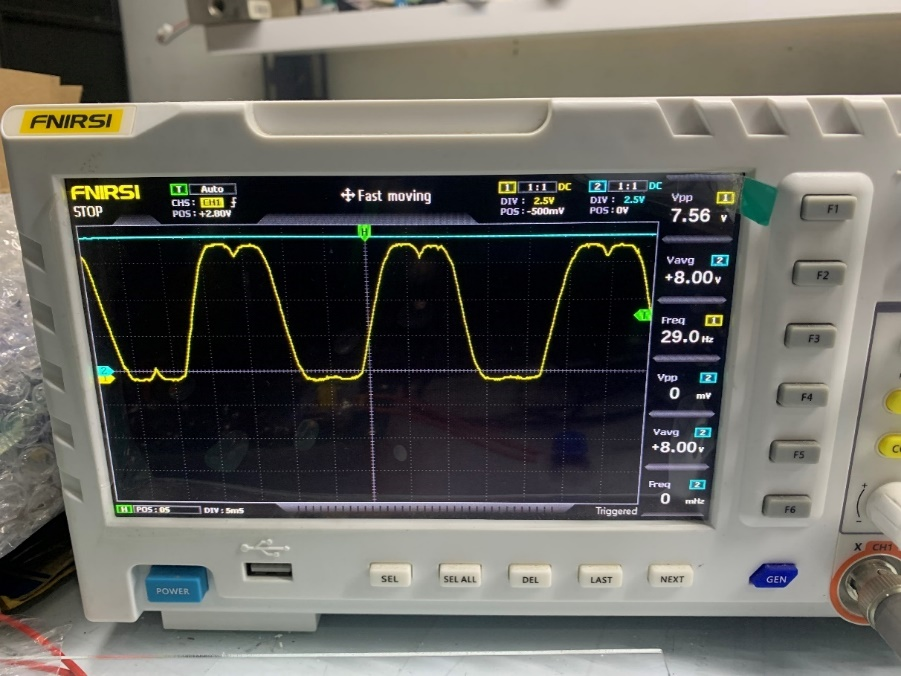 FNIRSI
FNIRSI
STOP
T Auto
CHS: CH1
POS: +2.80V
Fast moving
1 1:1 DC
DIV: 2.5V
POS: -500mV
2 1:1 DC
DIV: 2.5V
POS: 0V
H
T
2
Vpp 1
7.56 V
Vavg 2
+8.00V
Freq 1
29.0 Hz
Vpp 2
0 mV
Vavg 2
+8.00V
Freq 2
0 mHz
H POS: 0S DIV: 5mS
Triggered
F1
F2
F3
F4
F5
F6
POWER
SEL
SEL ALL
DEL
LAST
NEXT
GEN
X CH1